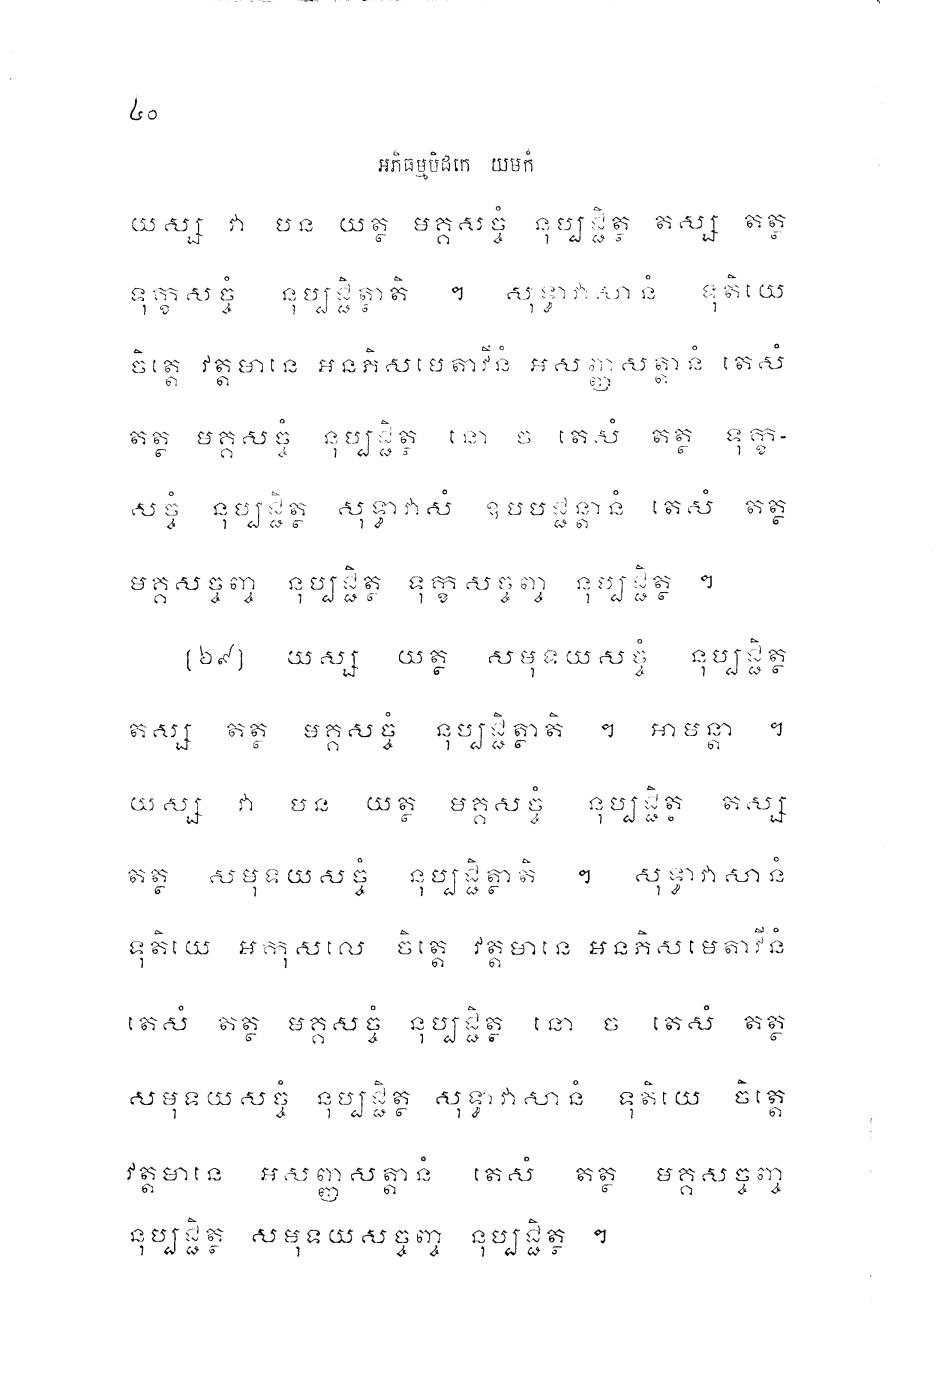 ៤០
អភិធម្មបិដកេ យមកំ
យស្ស វា បន យត្ថ មគ្គសច្ចំ នុប្បជ្ជិត្ថ តស្ស តត្ថ
ទុក្ខសច្ចំ នុប្បជ្ជិត្ថាតិ ។ សុទ្ធាវាសានំ ទុតិយេ
ចិត្តេ វត្តមានេ អនភិសមេតាវីនំ អសញ្ញសត្តានំ តេសំ
តត្ថ មគ្គសច្ចំ នុប្បជ្ជិត្ថ នោ ច តេសំ តត្ថ ទុក្ខ-
សច្ចំ នុប្បជ្ជិត្ថ សុទ្ធាវាសំ ឧបបជ្ជន្តានំ តេសំ តត្ថ
មគ្គសច្ចញ្ច នុប្បជ្ជិត្ថ ទុក្ខសច្ចញ្ច នុប្បជ្ជិត្ថ ។
(៦៩) យស្ស យត្ថ សមុទយសច្ចំ នុប្បជ្ជិត្ថ
តស្ស តត្ថ មគ្គសច្ចំ នុប្បជ្ជិត្ថាតិ ។ អាមន្តា ។
យស្ស វា បន យត្ថ មគ្គសច្ចំ នុប្បជ្ជិត្ថ តស្ស
តត្ថ សមុទយសច្ចំ នុប្បជ្ជិត្ថាតិ ។ សុទ្ធាវាសានំ
ទុតិយេ អកុសលេ ចិត្តេ វត្តមានេ អនភិសមេតាវីនំ
តេសំ តត្ថ មគ្គសច្ចំ នុប្បជ្ជិត្ថ នោ ច តេសំ តត្ថ
សមុទយសច្ចំ នុប្បជ្ជិត្ថ សុទ្ធាវាសានំ ទុតិយេ ចិត្តេ
វត្តមានេ អសញ្ញសត្តានំ តេសំ តត្ថ មគ្គសច្ចញ្ច
នុប្បជ្ជិត្ថ សមុទយសច្ចញ្ច នុប្បជ្ជិត្ថ ។